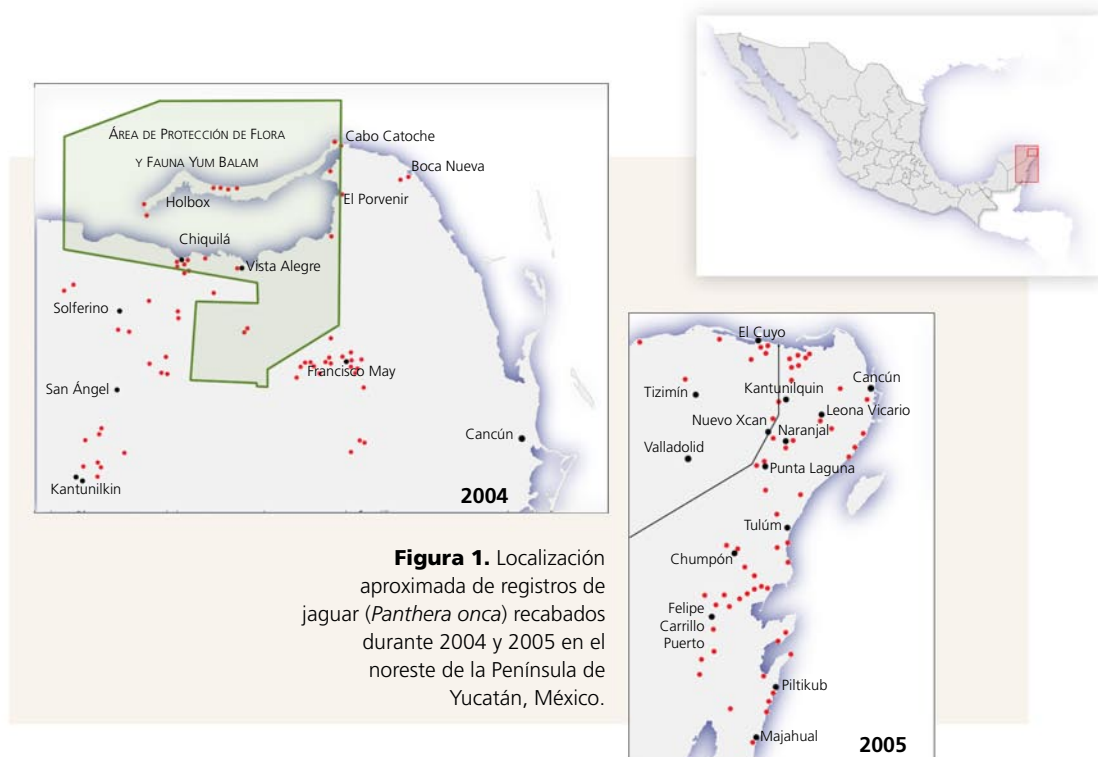 ÁREA DE PROTECCIÓN DE FLORA
Y FAUNA YUM BALAM
Cabo Catoche
Boca Nueva
Holbox
El Porvenir
Chiquilá
Vista Alegre
Solferino
Francisco May
San Ángel
Cancún
Kantunilkin
2004
El Cuyo
Tizimín
Kantunilquin
Cancún
Leona Vicario
Nuevo Xcan
Naranjal
Valladolid
Punta Laguna
Tulúm
Chumpón
Felipe
Carrillo
Puerto
Piltikub
Majahual
2005
Figura 1. Localización
aproximada de registros de
jaguar (Panthera onca) recabados
durante 2004 y 2005 en el
noreste de la Península de
Yucatán, México.